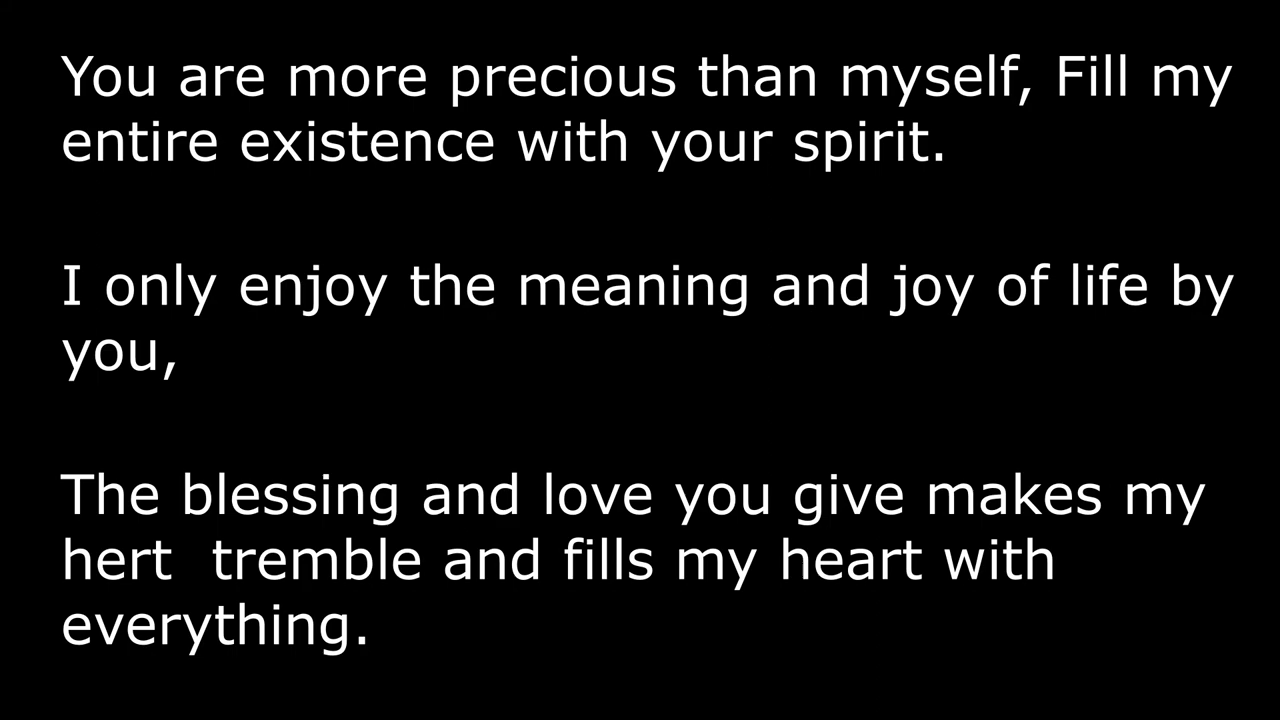 You are more precious than myself, Fill my
entire existence with your spirit.
I only enjoy the meaning and joy of life by
you,
The blessing and love you give makes my
hert  tremble and fills my heart with
everything.